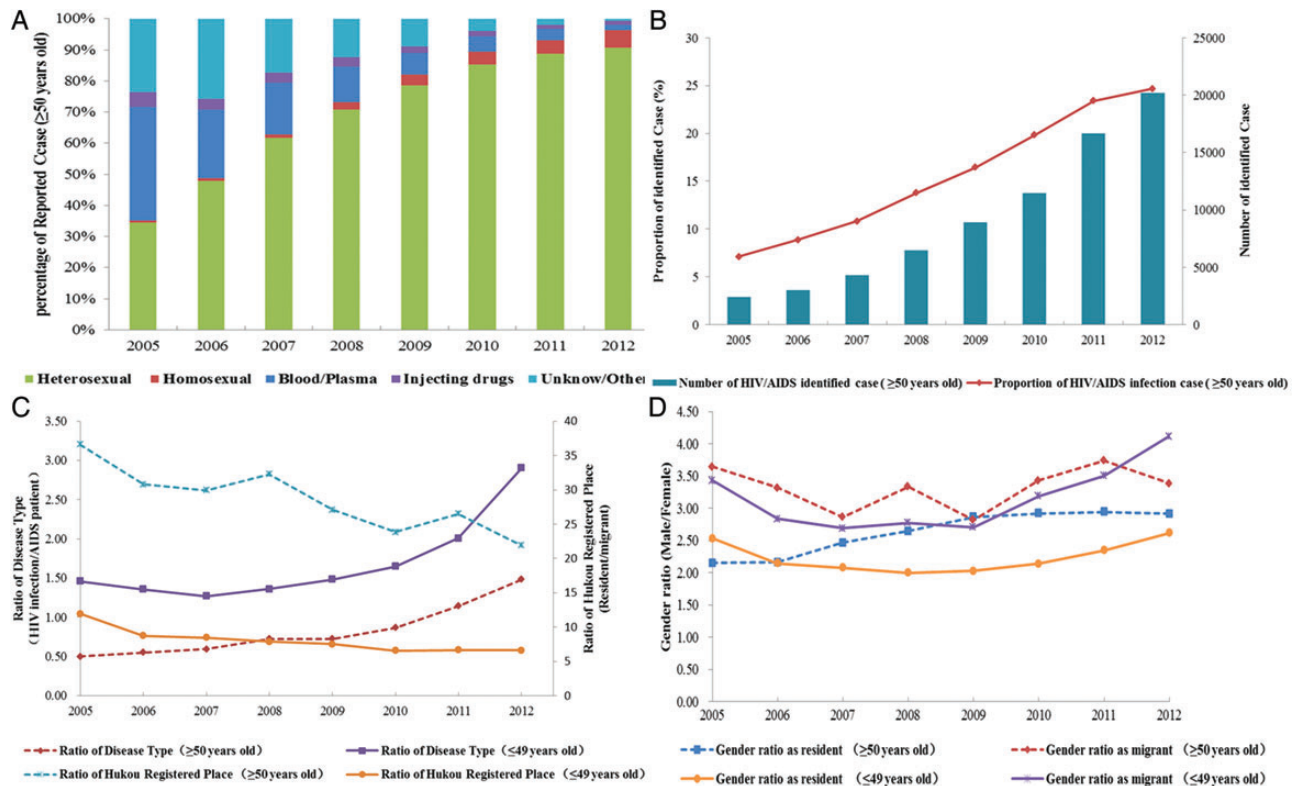 A
percentage of Reported Ccase (≥50 years old)
100%
90%
80%
70%
60%
50%
40%
30%
20%
10%
0%
2005 2006 2007 2008 2009 2010 2011 2012
Heterosexual Homosexual Blood/Plasma Injecting drugs Unknow/Other
B
Proportion of identified Case (%)
30
25
20
15
10
5
0
25000
20000
15000
10000
5000
0
Number of identified Case
2005 2006 2007 2008 2009 2010 2011 2012
Number of HIV/AIDS identified case ( ≥50 years old) Proportion of HIV/AIDS infection case ( ≥50 years old)
C
Ratio of Disease Type
(HIV infection/AIDS patient)
3.50
3.00
2.50
2.00
1.50
1.00
0.50
0.00
40
35
30
25
20
15
10
5
0
Ratio of Hukou Registered Place
(Resident/migrant)
2005 2006 2007 2008 2009 2010 2011 2012
Ratio of Disease Type (≥50 years old) Ratio of Disease Type (≤49 years old)
Ratio of Hukou Registered Place (≥50 years old) Ratio of Hukou Registered Place (≤49 years old)
D
Gender ratio (Male/Female)
4.50
4.00
3.50
3.00
2.50
2.00
1.50
1.00
0.50
0.00
2005 2006 2007 2008 2009 2010 2011 2012
Gender ratio as resident (≥50 years old) Gender ratio as migrant (≥50 years old)
Gender ratio as resident (≤49 years old) Gender ratio as migrant (≤49 years old)